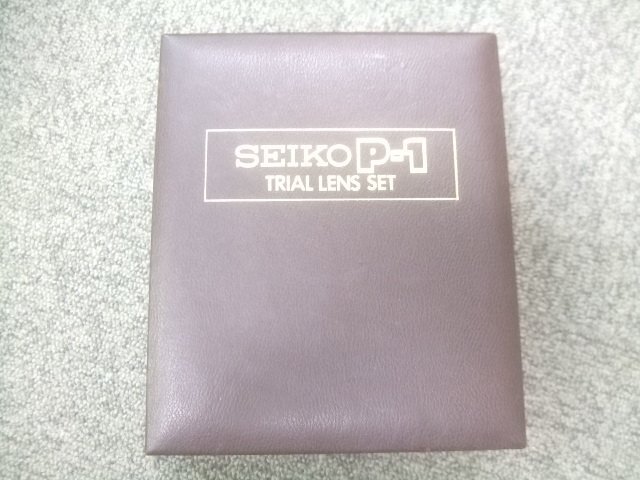 SEIKO P-1
TRIAL LENS SET